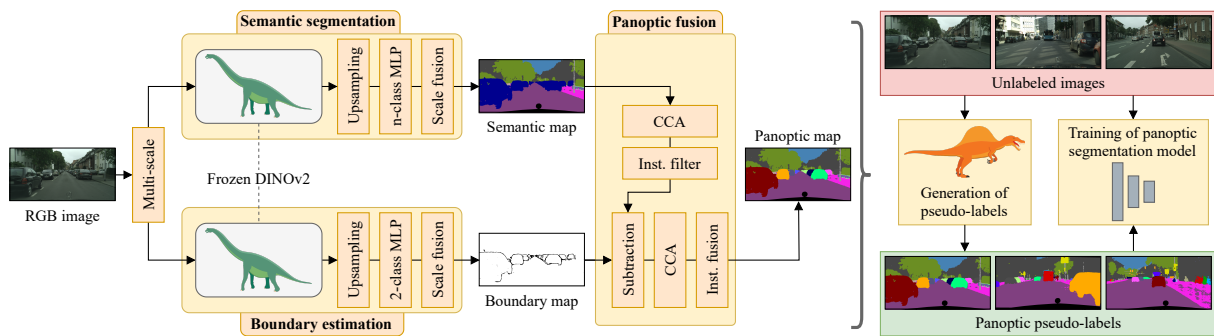 Semantic segmentation
Upsampling
n-class MLP
Scale fusion
Semantic map
RGB image
Multi-scale
Frozen DINOv2
Upsampling
2-class MLP
Scale fusion
Boundary map
Boundary estimation
Panoptic fusion
CCA
Inst. filter
Subtraction
CCA
Inst. fusion
Panoptic map
Unlabeled images
Generation of
pseudo-labels
Training of panoptic
segmentation model
Panoptic pseudo-labels